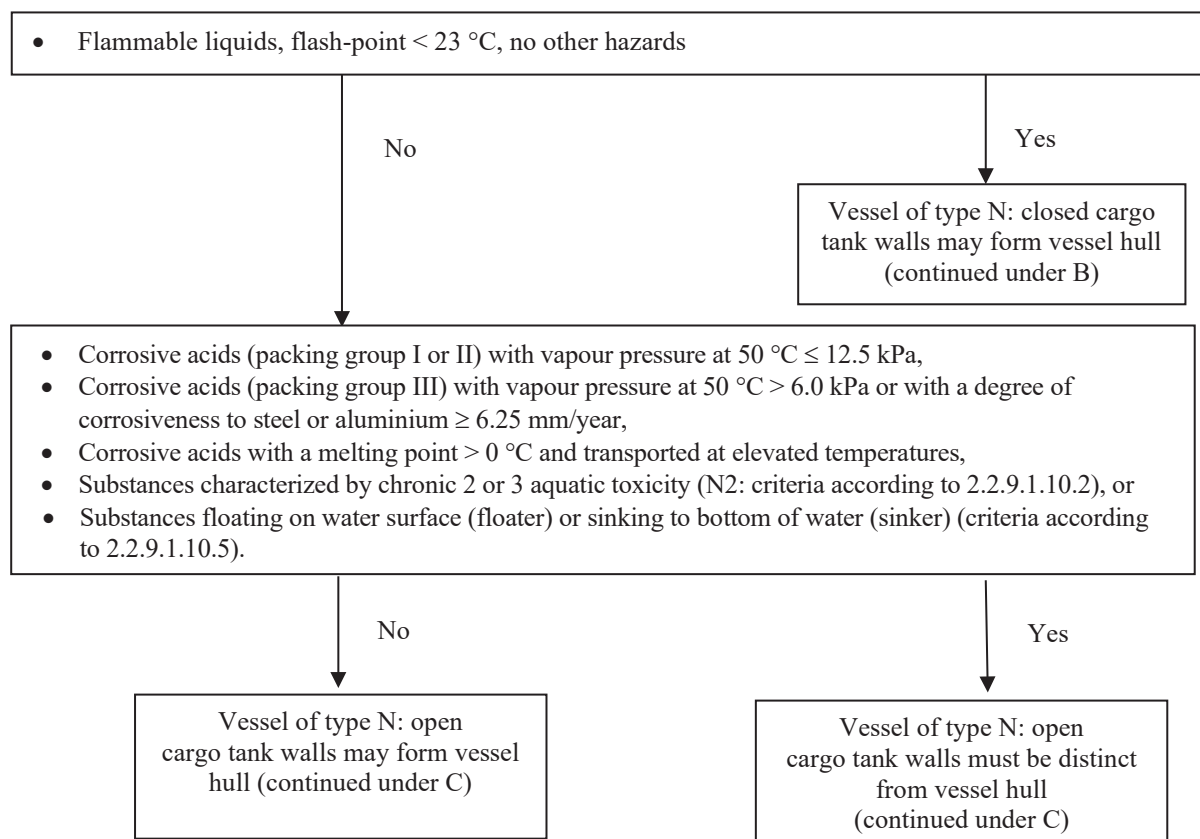 • Flammable liquids, flash-point < 23 °C, no other hazards
No
Yes
Vessel of type N: closed cargo
tank walls may form vessel hull
(continued under B)
• Corrosive acids (packing group I or II) with vapour pressure at 50 °C ≤ 12.5 kPa,
• Corrosive acids (packing group III) with vapour pressure at 50 °C > 6.0 kPa or with a degree of
corrosiveness to steel or aluminium ≥ 6.25 mm/year,
• Corrosive acids with a melting point > 0 °C and transported at elevated temperatures,
• Substances characterized by chronic 2 or 3 aquatic toxicity (N2: criteria according to 2.2.9.1.10.2), or
• Substances floating on water surface (floater) or sinking to bottom of water (sinker) (criteria according
to 2.2.9.1.10.5).
No
Yes
Vessel of type N: open
cargo tank walls may form vessel
hull (continued under C)
Vessel of type N: open
cargo tank walls must be distinct
from vessel hull
(continued under C)